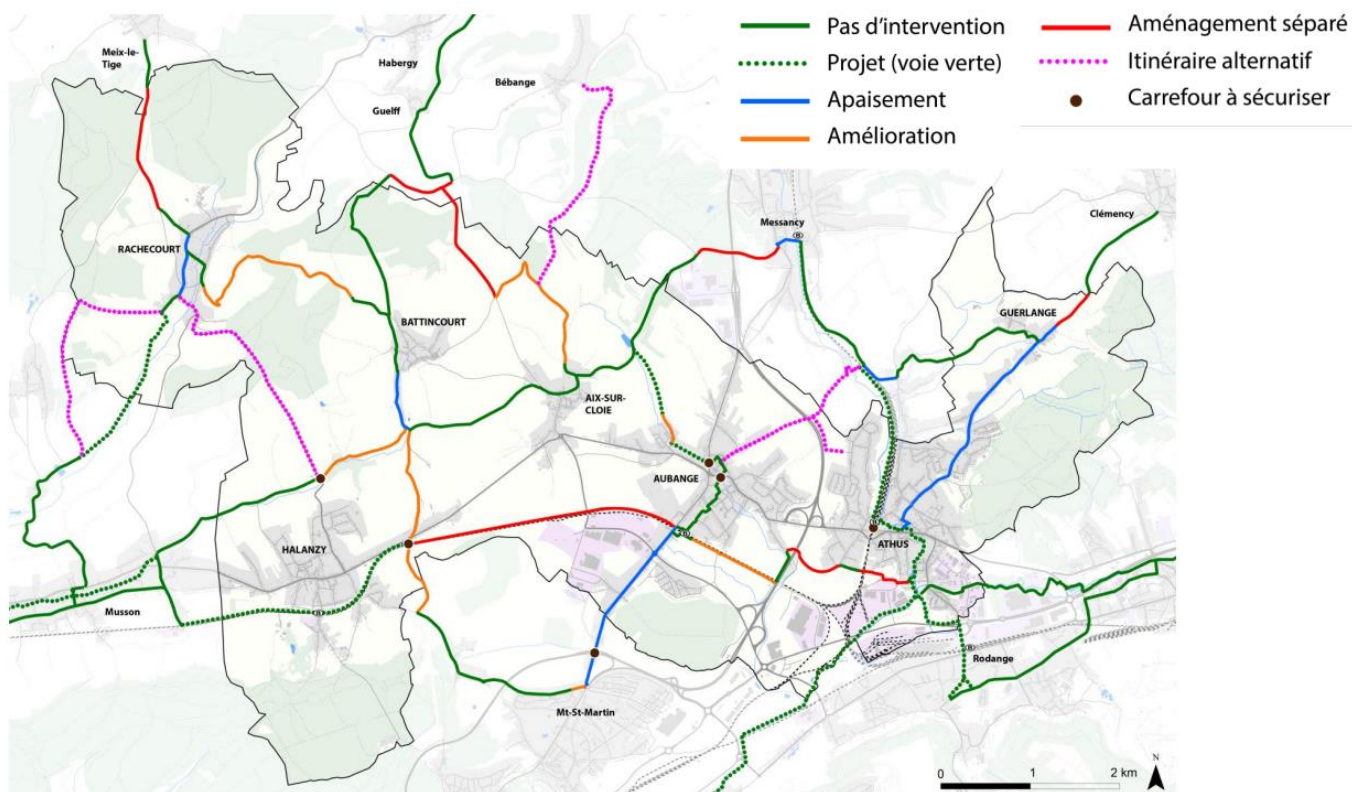 Pas d'intervention
Projet (voie verte)
Apaisement
Amélioration
Aménagement séparé
Itinéraire alternatif
Carrefour à sécuriser
Meix-le-
Tige
Habergy
Guelff
Bébange
Messancy
Clémency
RACHECOURT
GUERLANGE
BATTINCOURT
AIX-SUR-
CLOIE
AUBANGE
ATHUS
HALANZY
Musson
Rodange
Mt-St-Martin
N
0 1 2 km